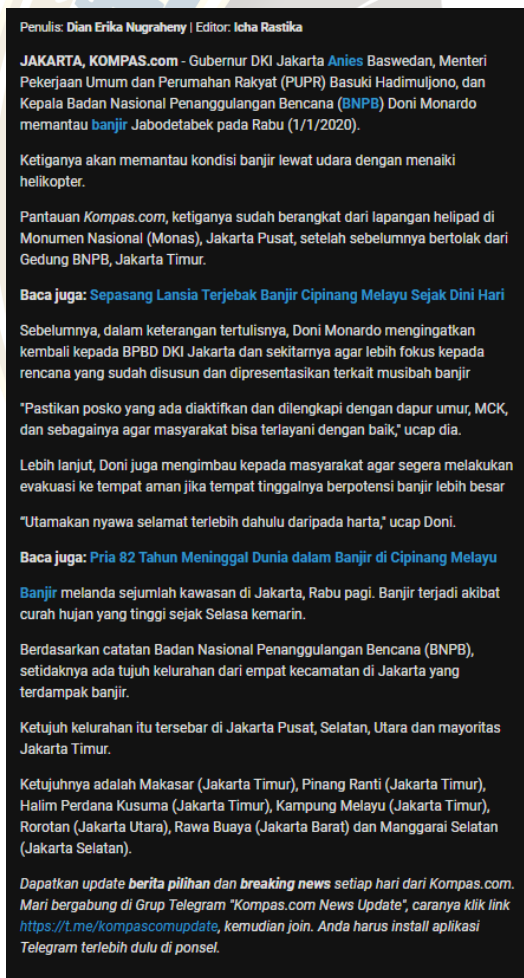 Penulis: Dian Erika Nugraheny | Editor: Icha Rastika
JAKARTA, KOMPAS.com - Gubernur DKI Jakarta Anies Baswedan, Menteri
Pekerjaan Umum dan Perumahan Rakyat (PUPR) Basuki Hadimuljono, dan
Kepala Badan Nasional Penanggulangan Bencana (BNPB) Doni Monardo
memantau banjir Jabodetabek pada Rabu (1/1/2020).
Ketiganya akan memantau kondisi banjir lewat udara dengan menaiki
helikopter.
Pantauan Kompas.com, ketiganya sudah berangkat dari lapangan helipad di
Monumen Nasional (Monas), Jakarta Pusat, setelah sebelumnya bertolak dari
Gedung BNPB, Jakarta Timur.
Baca juga: Sepasang Lansia Terjebak Banjir Cipinang Melayu Sejak Dini Hari
Sebelumnya, dalam keterangan tertulisnya, Doni Monardo mengingatkan
kembali kepada BPBD DKI Jakarta dan sekitarnya agar lebih fokus kepada
rencana yang sudah disusun dan dipresentasikan terkait musibah banjir
"Pastikan posko yang ada diaktifkan dan dilengkapi dengan dapur umur, MCK,
dan sebagainya agar masyarakat bisa terlayani dengan baik," ucap dia.
Lebih lanjut, Doni juga mengimbau kepada masyarakat agar segera melakukan
evakuasi ke tempat aman jika tempat tinggalnya berpotensi banjir lebih besar
"Utamakan nyawa selamat terlebih dahulu daripada harta," ucap Doni.
Baca juga: Pria 82 Tahun Meninggal Dunia dalam Banjir di Cipinang Melayu
Banjir melanda sejumlah kawasan di Jakarta, Rabu pagi. Banjir terjadi akibat
curah hujan yang tinggi sejak Selasa kemarin.
Berdasarkan catatan Badan Nasional Penanggulangan Bencana (BNPB),
setidaknya ada tujuh kelurahan dari empat kecamatan di Jakarta yang
terdampak banjir.
Ketujuh kelurahan itu tersebar di Jakarta Pusat, Selatan, Utara dan mayoritas
Jakarta Timur.
Ketujuhnya adalah Makasar (Jakarta Timur), Pinang Ranti (Jakarta Timur),
Halim Perdana Kusuma (Jakarta Timur), Kampung Melayu (Jakarta Timur),
Rorotan (Jakarta Utara), Rawa Buaya (Jakarta Barat) dan Manggarai Selatan
(Jakarta Selatan).
Dapatkan update berita pilihan dan breaking news setiap hari dari Kompas.com.
Mari bergabung di Grup Telegram "Kompas.com News Update", caranya klik link
https://t.me/kompascomupdate, kemudian join. Anda harus install aplikasi
Telegram terlebih dulu di ponsel.